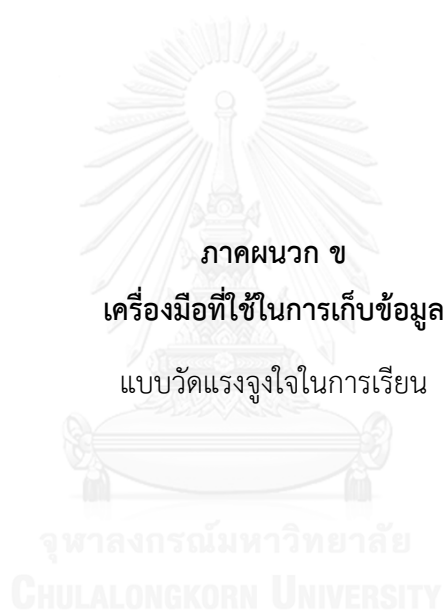 ภาคผนวก ข
เครื่องมือที่ใช้ในการเก็บข้อมูล
แบบวัดแรงจูงใจในการเรียน
จุฬาลงกรณ์มหาวิทยาลัย
CHULALONGKORN UNIVERSITY